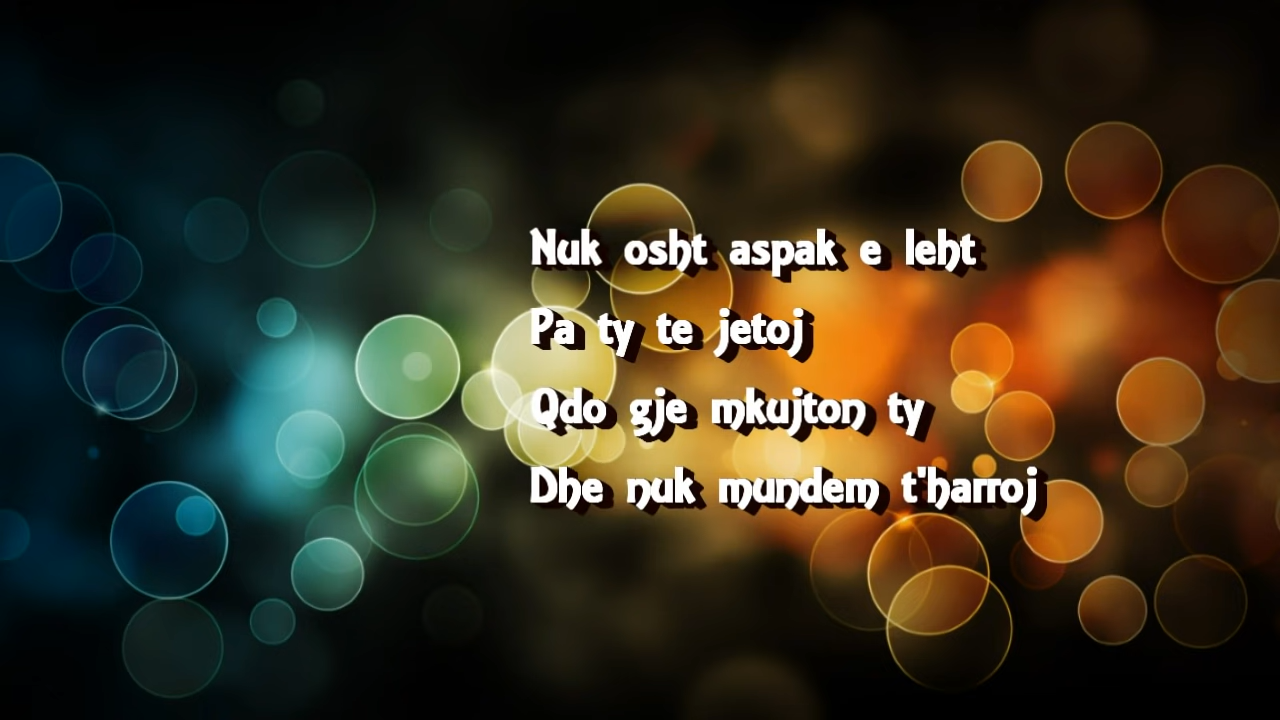 Nuk osht aspak e leht
Pa ty te jetoj
Qdo gje mkujton ty
Dhe nuk mundem t'harroj